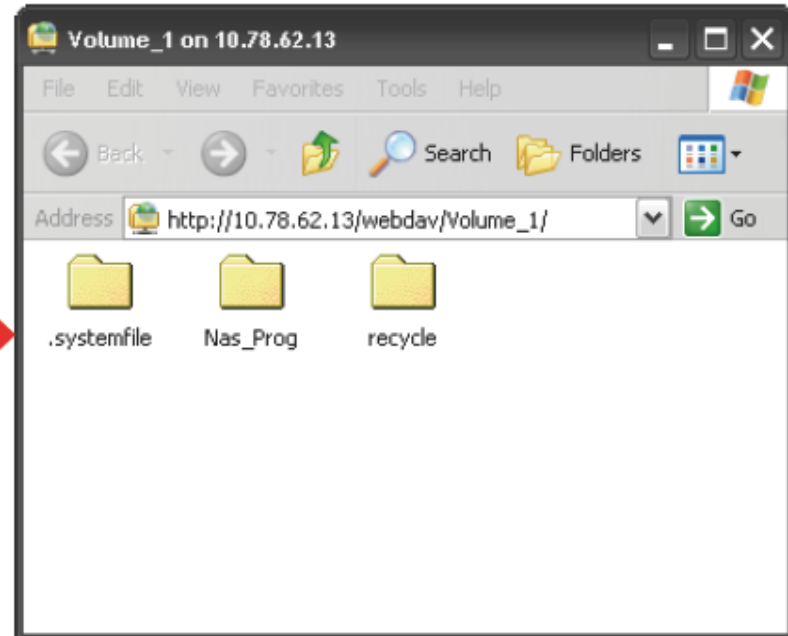 Volume_1 on 10.78.62.13
File Edit View Favorites Tools Help
Back Search Folders
Address http://10.78.62.13/webdav/Volume_1/ Go
.systemfile Nas_Prog recycle